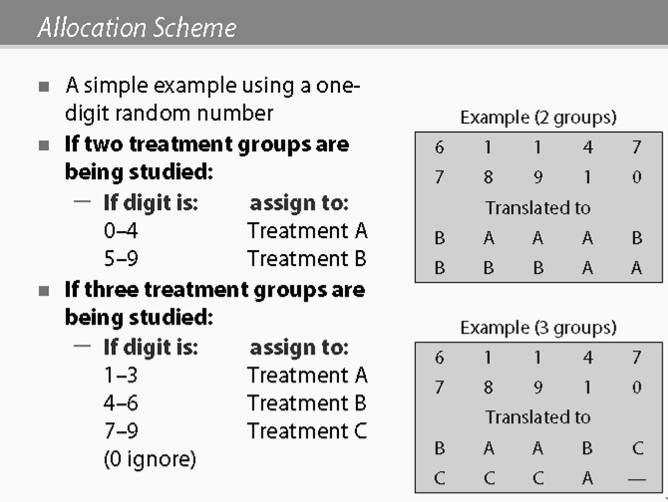 Allocation Scheme
■ A simple example using a one-
digit random number
■ If two treatment groups are
being studied:
— If digit is: assign to:
0–4 Treatment A
5–9 Treatment B
■ If three treatment groups are
being studied:
— If digit is: assign to:
1–3 Treatment A
4–6 Treatment B
7–9 Treatment C
(0 ignore)
Example (2 groups)
6 1 1 4 7
7 8 9 1 0
Translated to
B A A A B
B B B A A
Example (3 groups)
6 1 1 4 7
7 8 9 1 0
Translated to
B A A B C
C C C A —